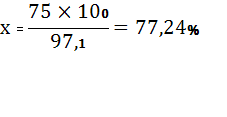 x = 75 × 100 / 97,1 = 77,24%